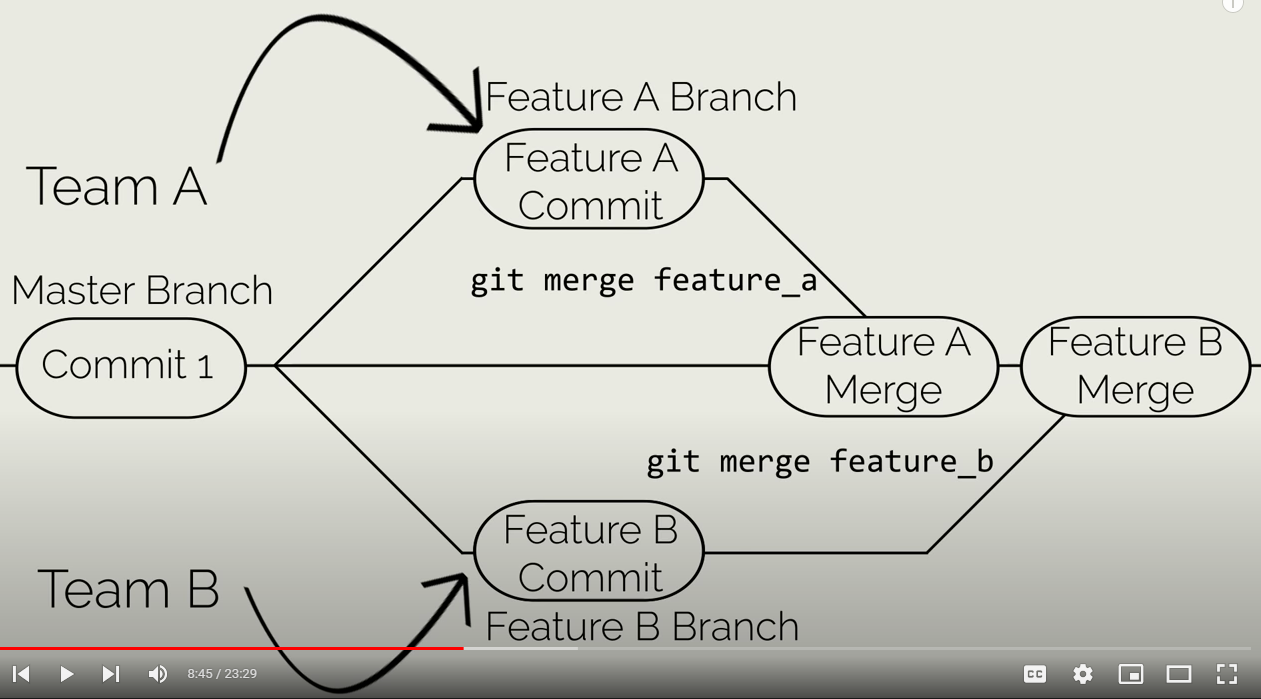 Feature A Branch
Feature A
Commit
Team A
git merge feature_a
Master Branch
Commit 1
Feature A
Merge
Feature B
Merge
git merge feature_b
Feature B
Commit
Team B
Feature B Branch
8:45 / 23:29
CC